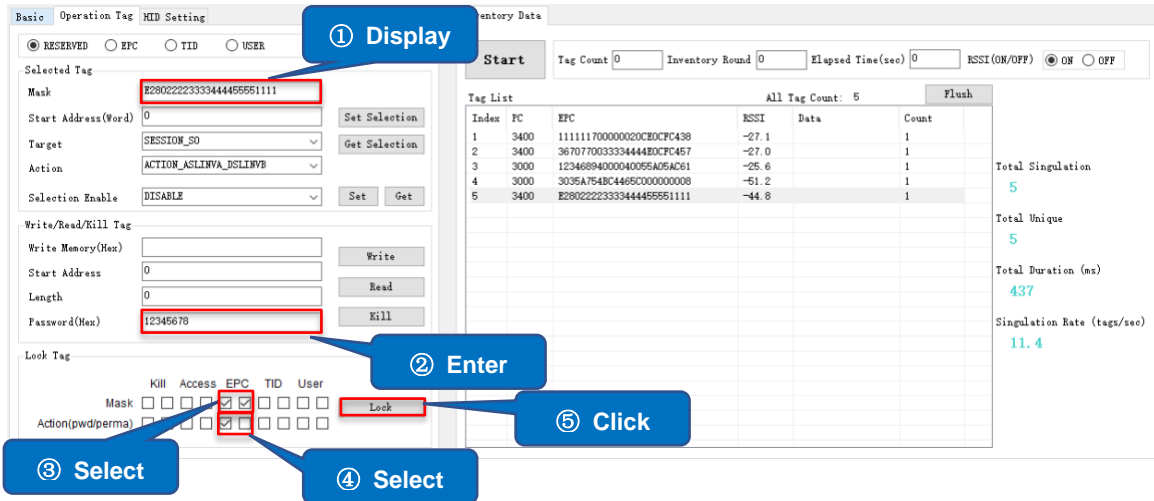 Basic Operation Tag HID Setting
RESERVED EPC TID USER
① Display
Selected Tag
Mask E28022223333444455551111
Start Address(Word) 0 Set Selection
Target SESSION_S0 Get Selection
Action ACTION_ASLINVA_DSLINVB
Selection Enable DISABLE Set Get
Write/Read/Kill Tag
Write Memory(Hex) Write
Start Address 0
Length 0 Read
Password(Hex) 12345678 Kill
② Enter
Lock Tag
Kill Access EPC TID User
Mask Lock
Action(pwd/perma)
③ Select
④ Select
⑤ Click
entory Data
Start Tag Count 0 Inventory Round 0 Elapsed Time(sec) 0 RSSI(ON/OFF) ON OFF
Tag List All Tag Count: 5 Flush
Index PC EPC RSSI Data Count
1 3400 111111700000020CE0CFC438 -27.1 1
2 3400 3670770033334444E0CFC457 -27.0 1
3 3000 12346894000040055A05AC61 -25.6 1
4 3000 3035A754BC4465C000000008 -51.2 1
5 3400 E28022223333444455551111 -44.8 1
Total Singulation
5
Total Unique
5
Total Duration (ms)
437
Singulation Rate (tags/sec)
11.4